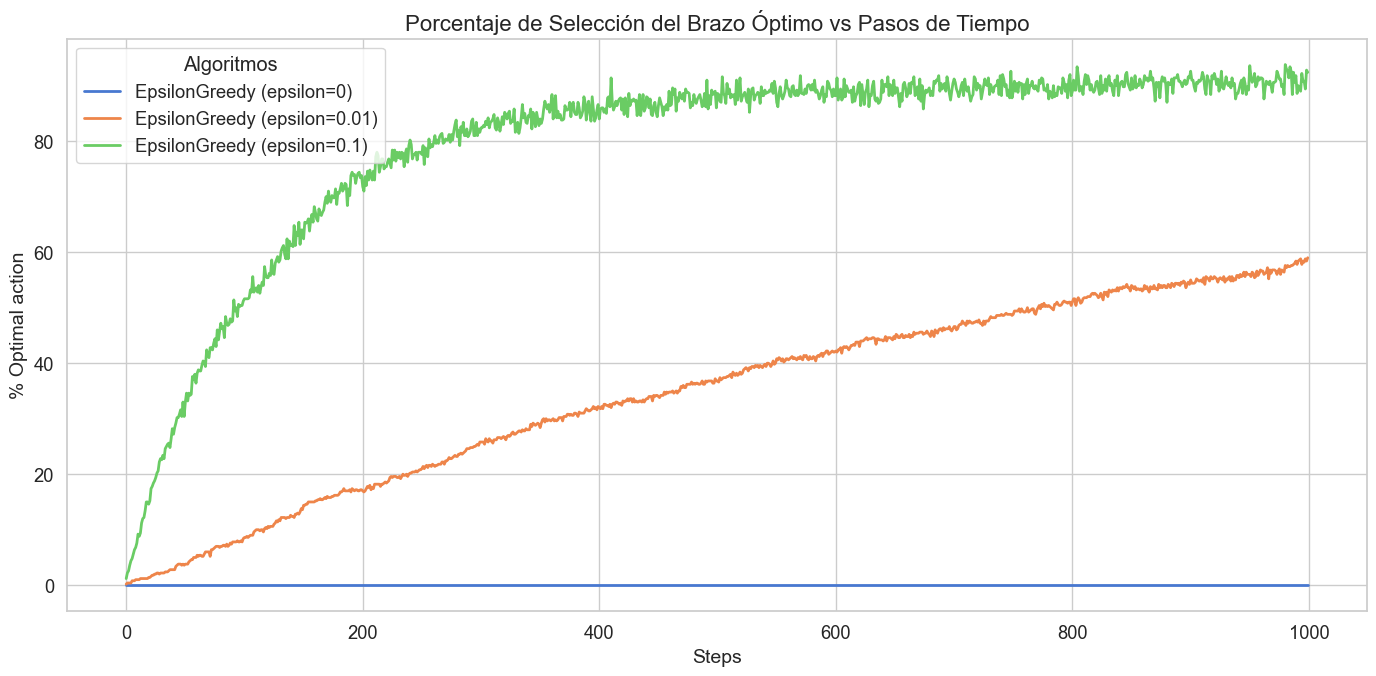 Porcentaje de Selección del Brazo Óptimo vs Pasos de Tiempo
Algoritmos
EpsilonGreedy (epsilon=0)
EpsilonGreedy (epsilon=0.01)
EpsilonGreedy (epsilon=0.1)
% Optimal action
80
60
40
20
0
0 200 400 600 800 1000
Steps